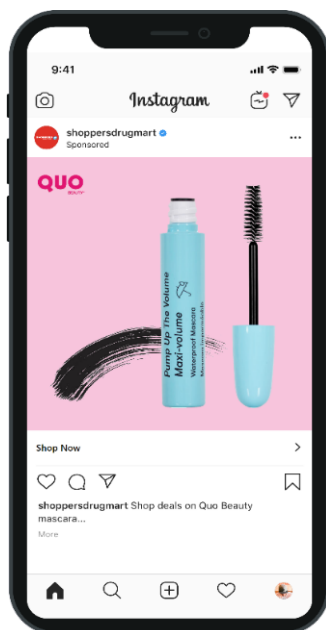 9:41
Instagram
shoppersdrugmart
Sponsored
QUO
BEAUTY
Pump Up The Volume
Maxi-volume
Waterproof Mascara
Shop Now
shoppersdrugmart Shop deals on Quo Beauty
mascara...
More